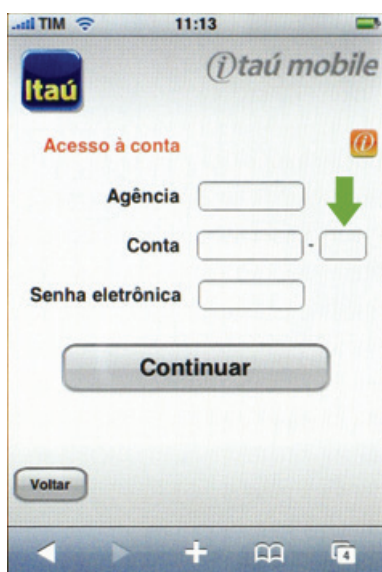 TIM 11:13
Itaú
itaú mobile
Acesso à conta
i
Agência
Conta -
Senha eletrônica
Continuar
Voltar
4